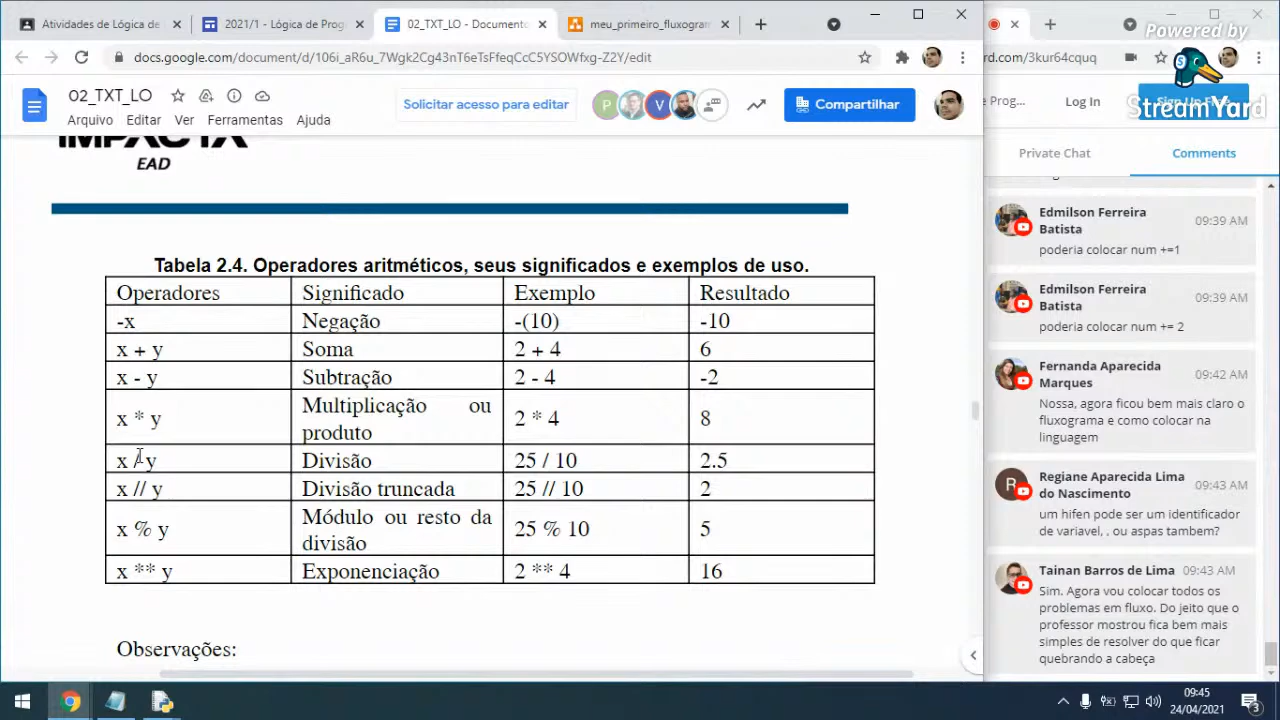 Atividades de Lógica de
2021/1 - Lógica de Prog
02_TXT_LO - Documento
meu_primeiro_fluxogram
docs.google.com/document/d/106i_aR6u_7Wgk2Cg43nT6eTFfeqCcC5YSOWfxg-Z2Y/edit
rd.com/3kur64cquq
Powered by
StreamYard
02_TXT_LO
Arquivo Editar Ver Ferramentas Ajuda
Solicitar acesso para editar
P
V
Compartilhar
e Prog...
Log In
Private Chat
Comments
IMPACTA
EAD
Tabela 2.4. Operadores aritméticos, seus significados e exemplos de uso.
Operadores Significado Exemplo Resultado
-x Negação -(10) -10
x + y Soma 2 + 4 6
x - y Subtração 2 - 4 -2
x * y Multiplicação ou produto 2 * 4 8
x / y Divisão 25 / 10 2.5
x // y Divisão truncada 25 // 10 2
x % y Módulo ou resto da divisão 25 % 10 5
x ** y Exponenciação 2 ** 4 16
Observações:
Edmilson Ferreira
Batista
09:39 AM
poderia colocar num +=1
Edmilson Ferreira
Batista
09:39 AM
poderia colocar num += 2
Fernanda Aparecida
Marques
09:42 AM
Nossa, agora ficou bem mais claro o
fluxograma e como colocar na
linguagem
R
Regiane Aparecida Lima
do Nascimento
09:43 AM
um hifen pode ser um identificador
de variavel, , ou aspas tambem?
Tainan Barros de Lima 09:43 AM
Sim. Agora vou colocar todos os
problemas em fluxo. Do jeito que o
professor mostrou fica bem mais
simples de resolver do que ficar
quebrando a cabeça
09:45
24/04/2021
3